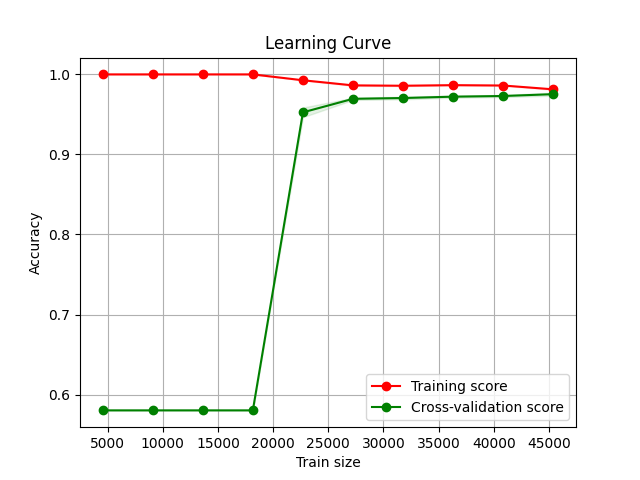 Learning Curve
1.0
0.9
0.8
0.7
0.6
Accuracy
Training score
Cross-validation score
5000 10000 15000 20000 25000 30000 35000 40000 45000
Train size